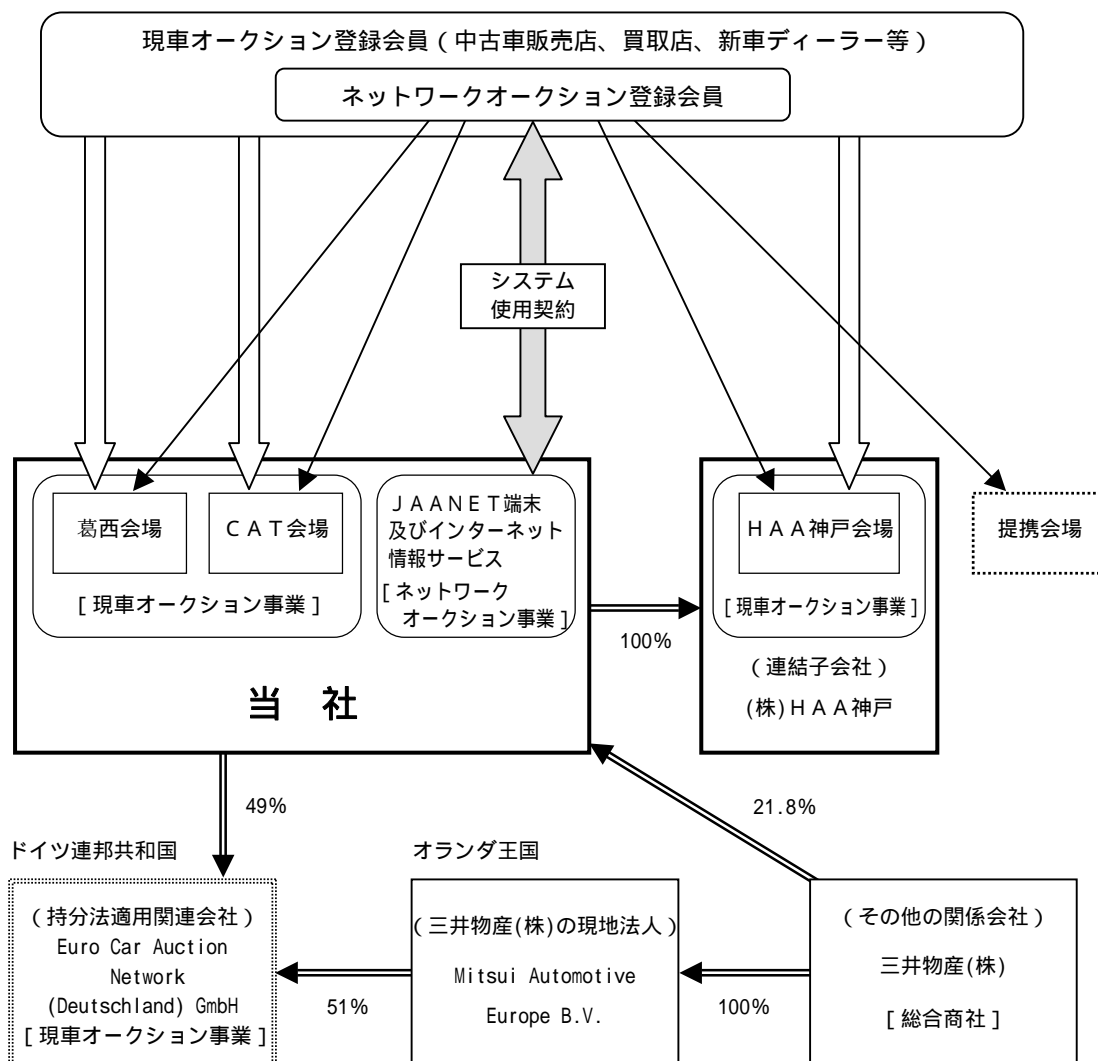 現車オークション登録会員（中古車販売店、買取店、新車ディーラー等）
ネットワークオークション登録会員
システム
使用契約
葛西会場
ＣＡＴ会場
[ 現車オークション事業 ]
ＪＡＡＮＥＴ端末
及びインターネット
情報サービス
[ ネットワーク
オークション事業 ]
ＨＡＡ神戸会場
[ 現車オークション事業 ]
提携会場
100%
（連結子会社）
(株)ＨＡＡ神戸
当 社
49%
21.8%
ドイツ連邦共和国
オランダ王国
（持分法適用関連会社）
Euro Car Auction
Network
(Deutschland) GmbH
[ 現車オークション事業 ]
51%
（三井物産(株)の現地法人）
Mitsui Automotive
Europe B.V.
100%
（その他の関係会社）
三井物産(株)
[ 総合商社 ]